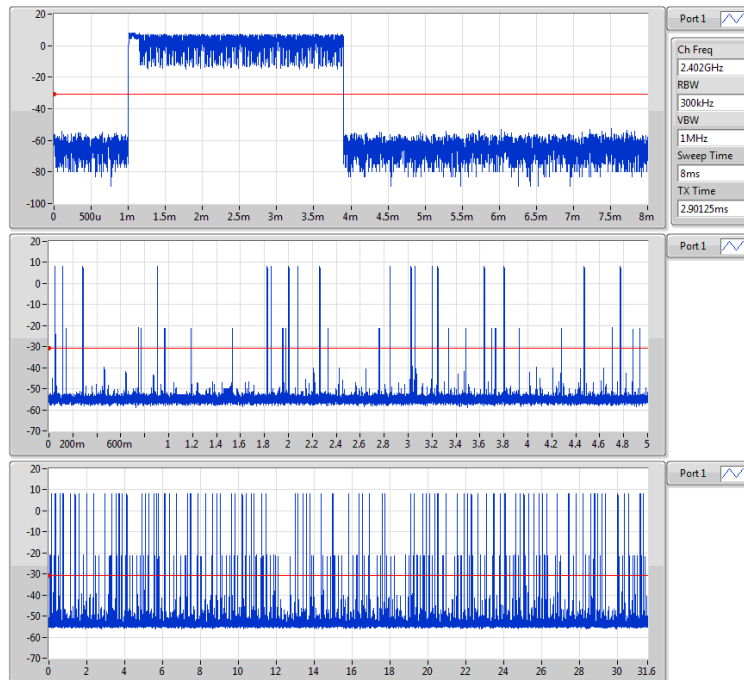 20
0
-20
-40
-60
-80
-100
0 500u 1m 1.5m 2m 2.5m 3m 3.5m 4m 4.5m 5m 5.5m 6m 6.5m 7m 7.5m 8m
Port 1
Ch Freq
2.402GHz
RBW
300kHz
VBW
1MHz
Sweep Time
8ms
TX Time
2.90125ms
20
10
0
-10
-20
-30
-40
-50
-60
-70
0 200m 600m 1 1.2 1.4 1.6 1.8 2 2.2 2.4 2.6 2.8 3 3.2 3.4 3.6 3.8 4 4.2 4.4 4.6 4.8 5
Port 1
20
10
0
-10
-20
-30
-40
-50
-60
-70
0 2 4 6 8 10 12 14 16 18 20 22 24 26 28 30 31.6
Port 1